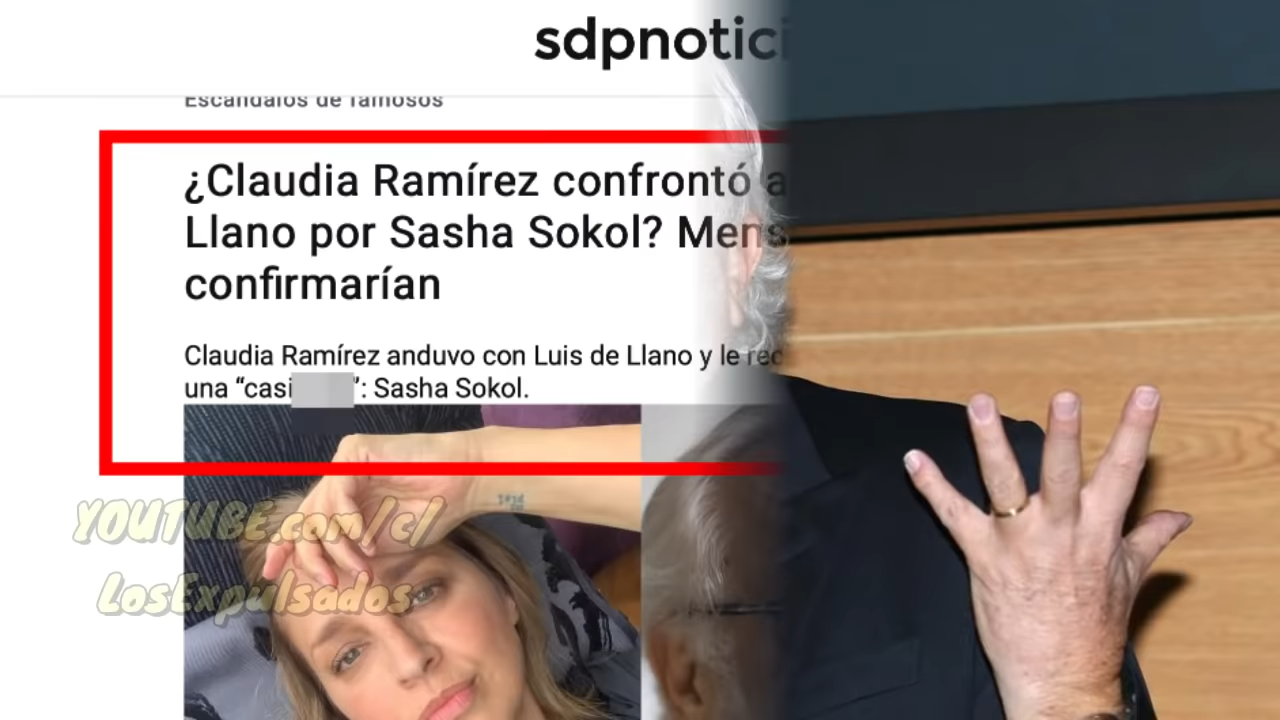 sdpnotici
Escándalos de famosos
¿Claudia Ramírez confrontó a
Llano por Sasha Sokol? Mens
confirmarían
Claudia Ramírez anduvo con Luis de Llano y le rec
una “casi ”: Sasha Sokol.
YOUTUBE.com/c/
LosExpulsados